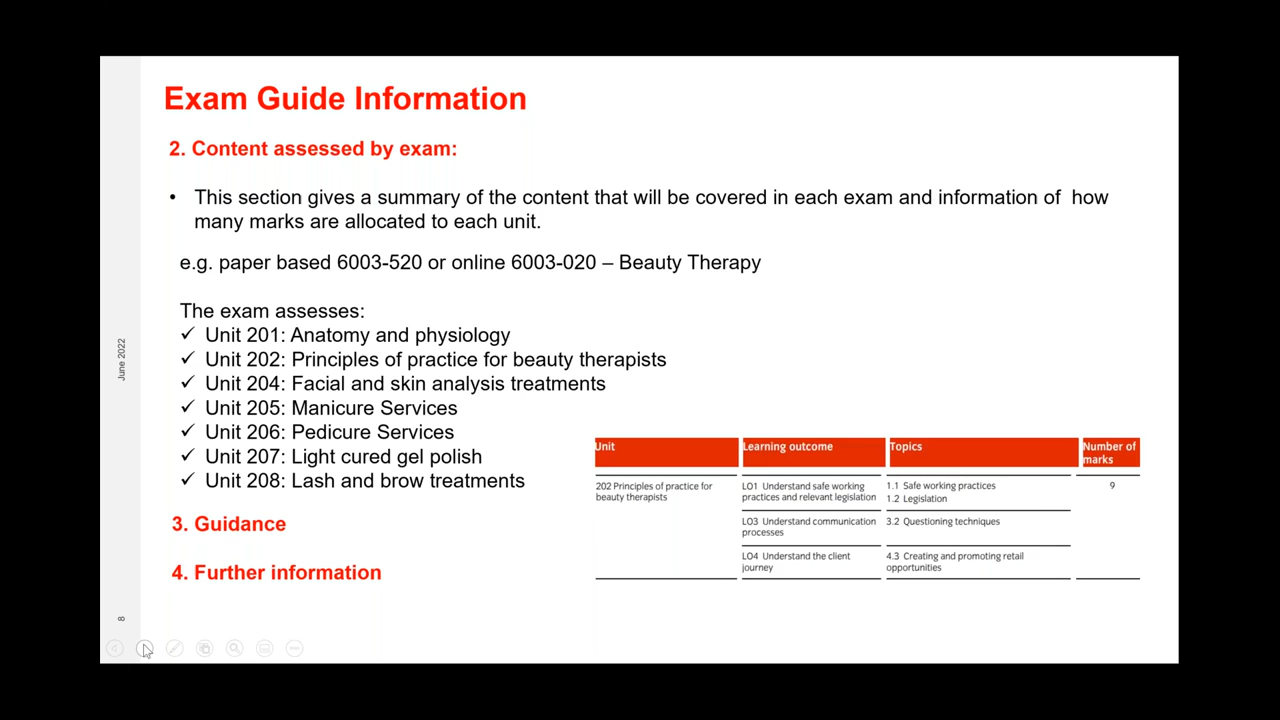 Exam Guide Information
2. Content assessed by exam:
• This section gives a summary of the content that will be covered in each exam and information of how
many marks are allocated to each unit.
e.g. paper based 6003-520 or online 6003-020 – Beauty Therapy
The exam assesses:
✓ Unit 201: Anatomy and physiology
✓ Unit 202: Principles of practice for beauty therapists
✓ Unit 204: Facial and skin analysis treatments
✓ Unit 205: Manicure Services
✓ Unit 206: Pedicure Services
✓ Unit 207: Light cured gel polish
✓ Unit 208: Lash and brow treatments
3. Guidance
4. Further information
Unit Learning outcome Topics Number of
marks
202 Principles of practice for LO1 Understand safe working 1.1 Safe working practices 9
beauty therapists practices and relevant legislation 1.2 Legislation
LO3 Understand communication 3.2 Questioning techniques
processes
LO4 Understand the client 4.3 Creating and promoting retail
journey opportunities
June 2022
8